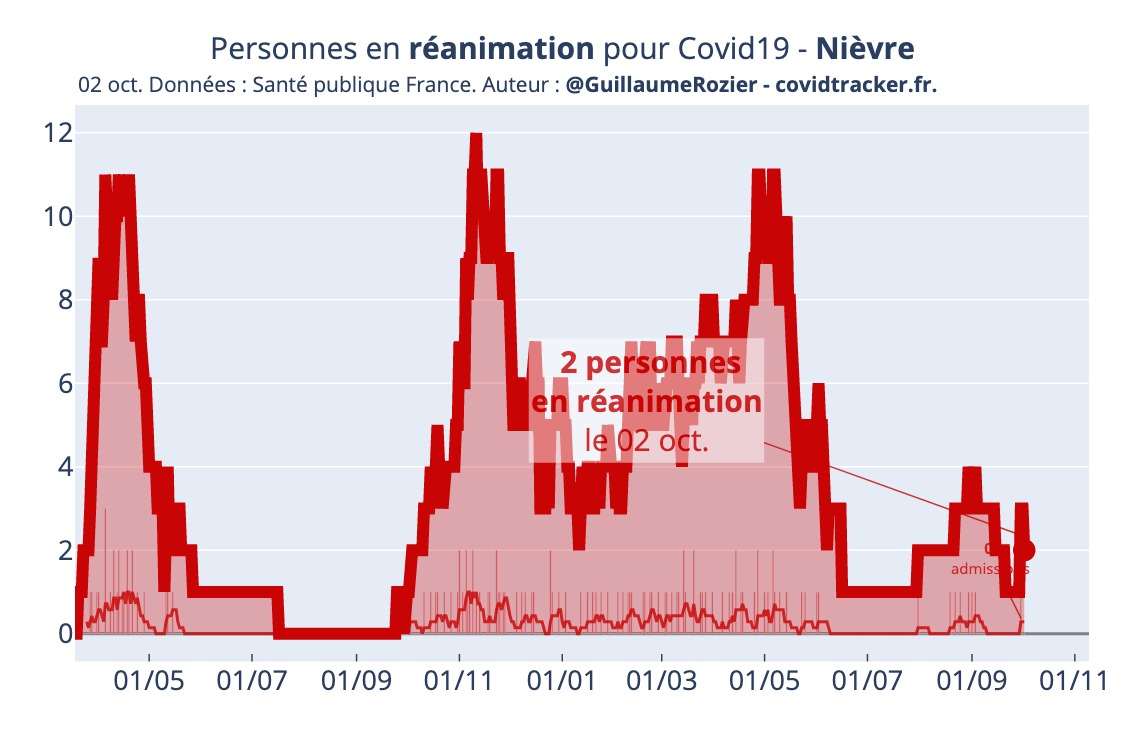 Personnes en réanimation pour Covid19 - Nièvre
02 oct. Données : Santé publique France. Auteur : @GuillaumeRozier - covidtracker.fr.
12
10
8
6
4
2
0
2 personnes
en réanimation
le 02 oct.
admissions
01/05
01/07
01/09
01/11
01/01
01/03
01/05
01/07
01/09
01/11